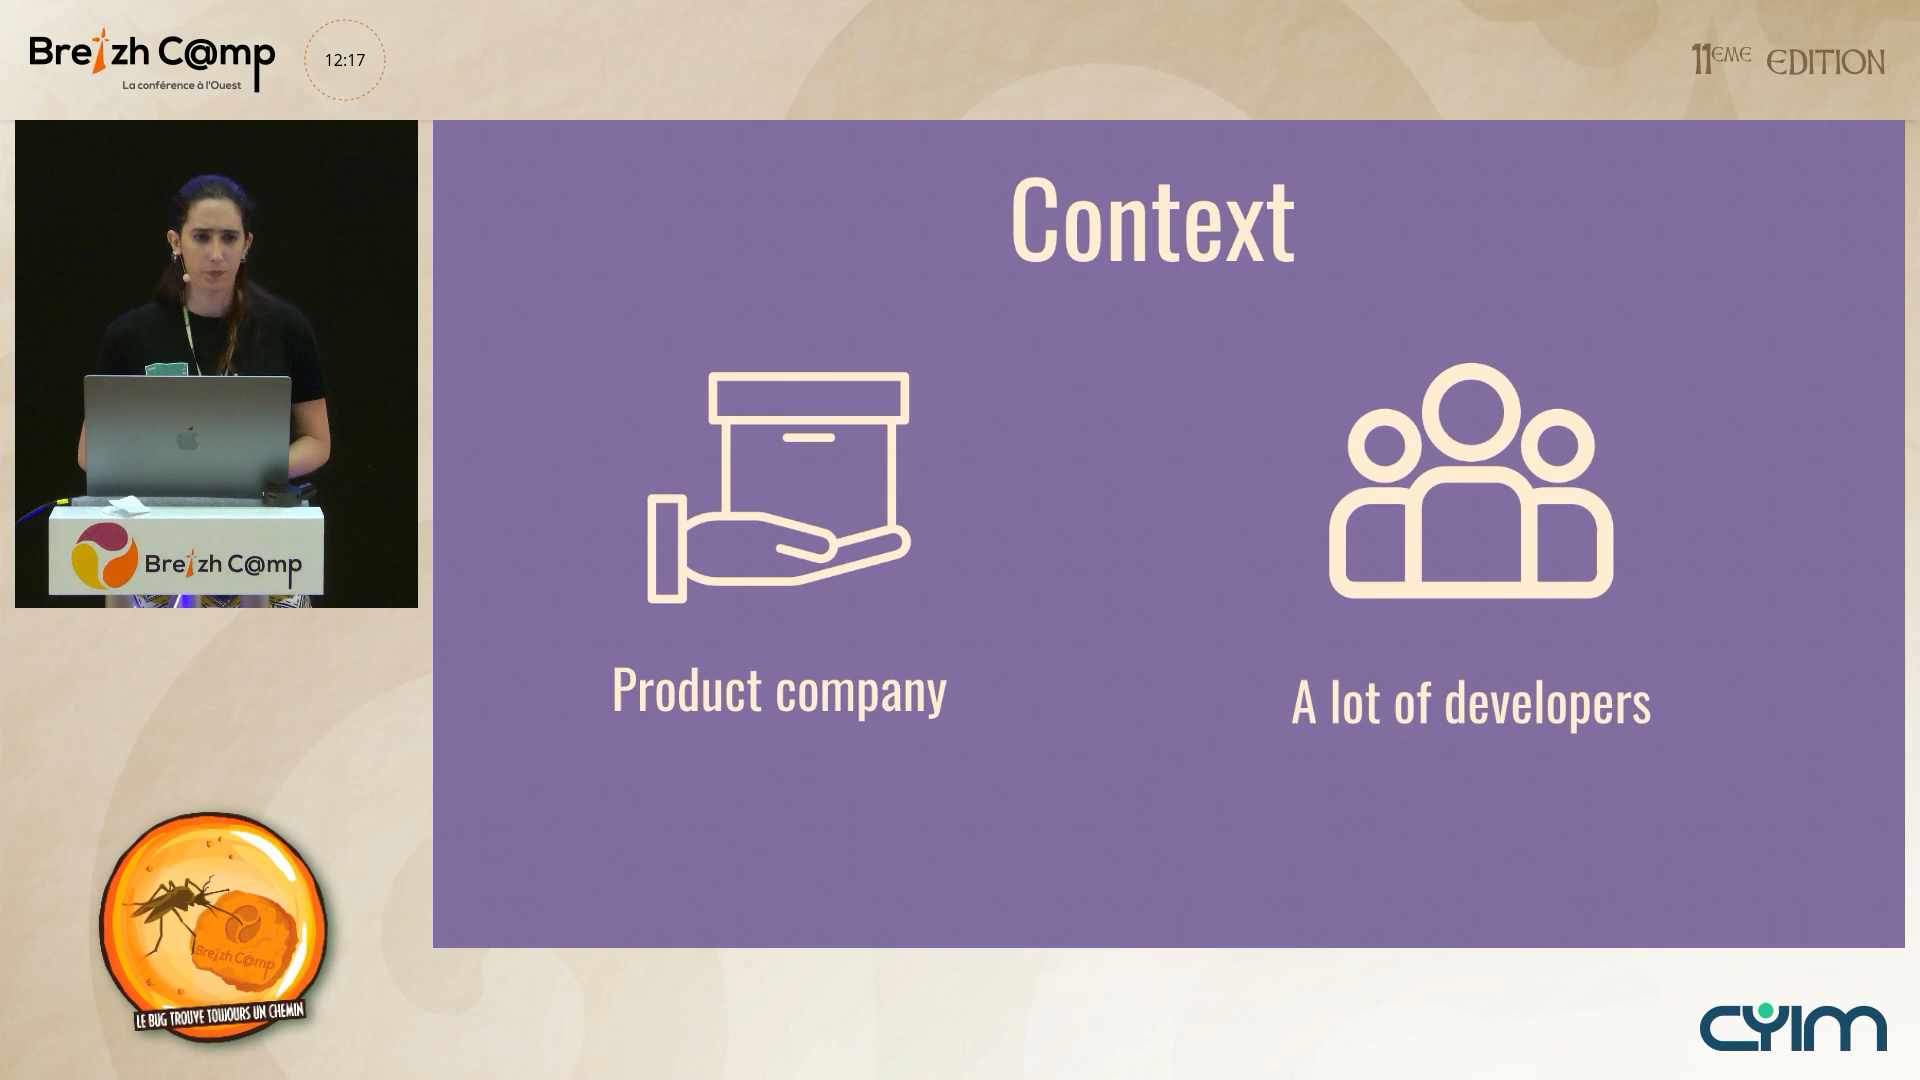 Breizh C@mp
La conférence à l'Ouest
12:17
11EME EDITION
Context
Product company
A lot of developers
Breizh C@mp
Breizh C@mp
LE BUG TROUVE TOUJOURS UN CHEMIN
CYIM